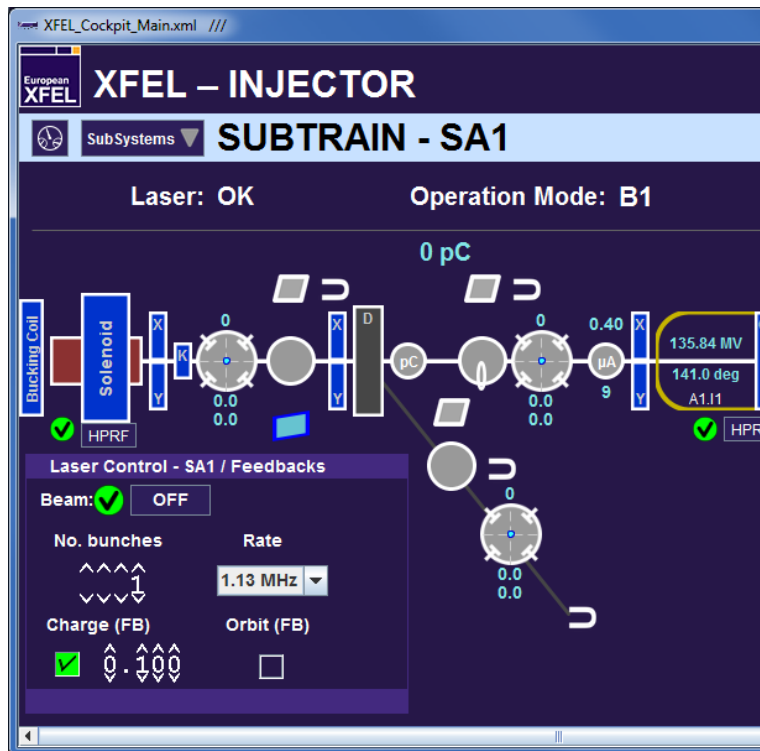 XFEL_Cockpit_Main.xml ///
European
XFEL
XFEL – INJECTOR
SubSystems
SUBTRAIN - SA1
Laser: OK
Operation Mode: B1
0 pC
Bucking Coil
Solenoid
X
Y
K
0
0.0
0.0
X
Y
D
pC
0
0.0
0.0
0.40
µA
9
X
Y
135.84 MV
141.0 deg
A1.I1
HPRF
HPR
Laser Control - SA1 / Feedbacks
Beam:
OFF
No. bunches
Rate
1
1.13 MHz
Charge (FB)
Orbit (FB)
0.100
0
0.0
0.0